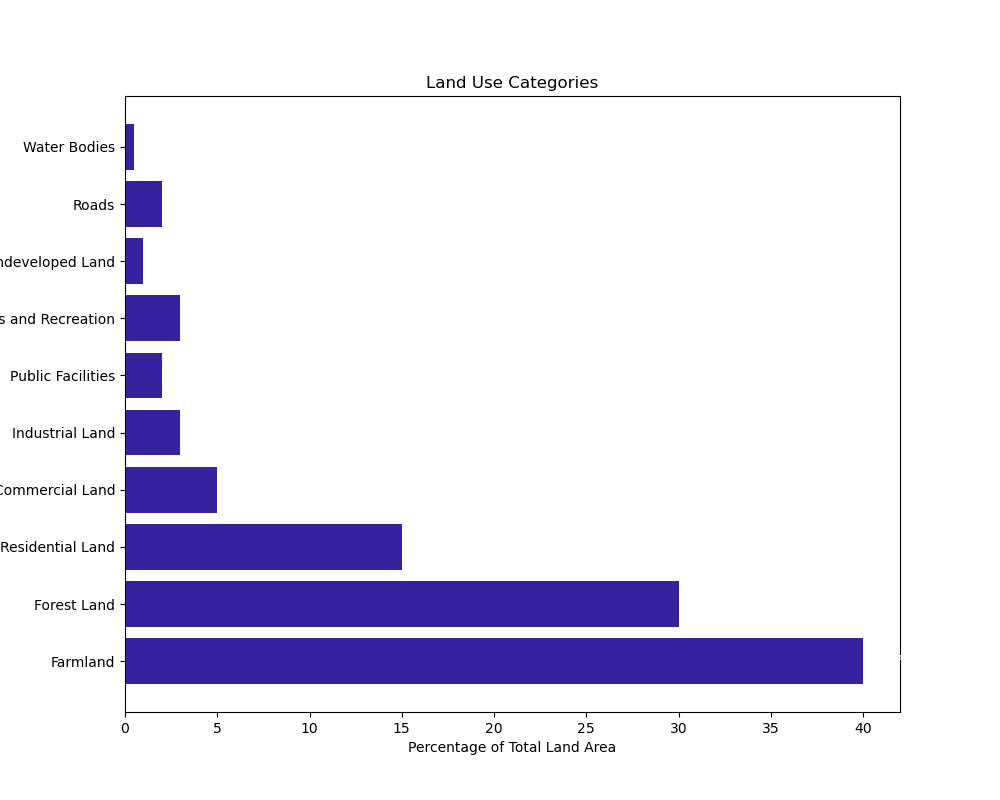 Land Use Categories
Water Bodies
Roads
ndeveloped Land
s and Recreation
Public Facilities
Industrial Land
Commercial Land
Residential Land
Forest Land
Farmland
0 5 10 15 20 25 30 35 40
Percentage of Total Land Area